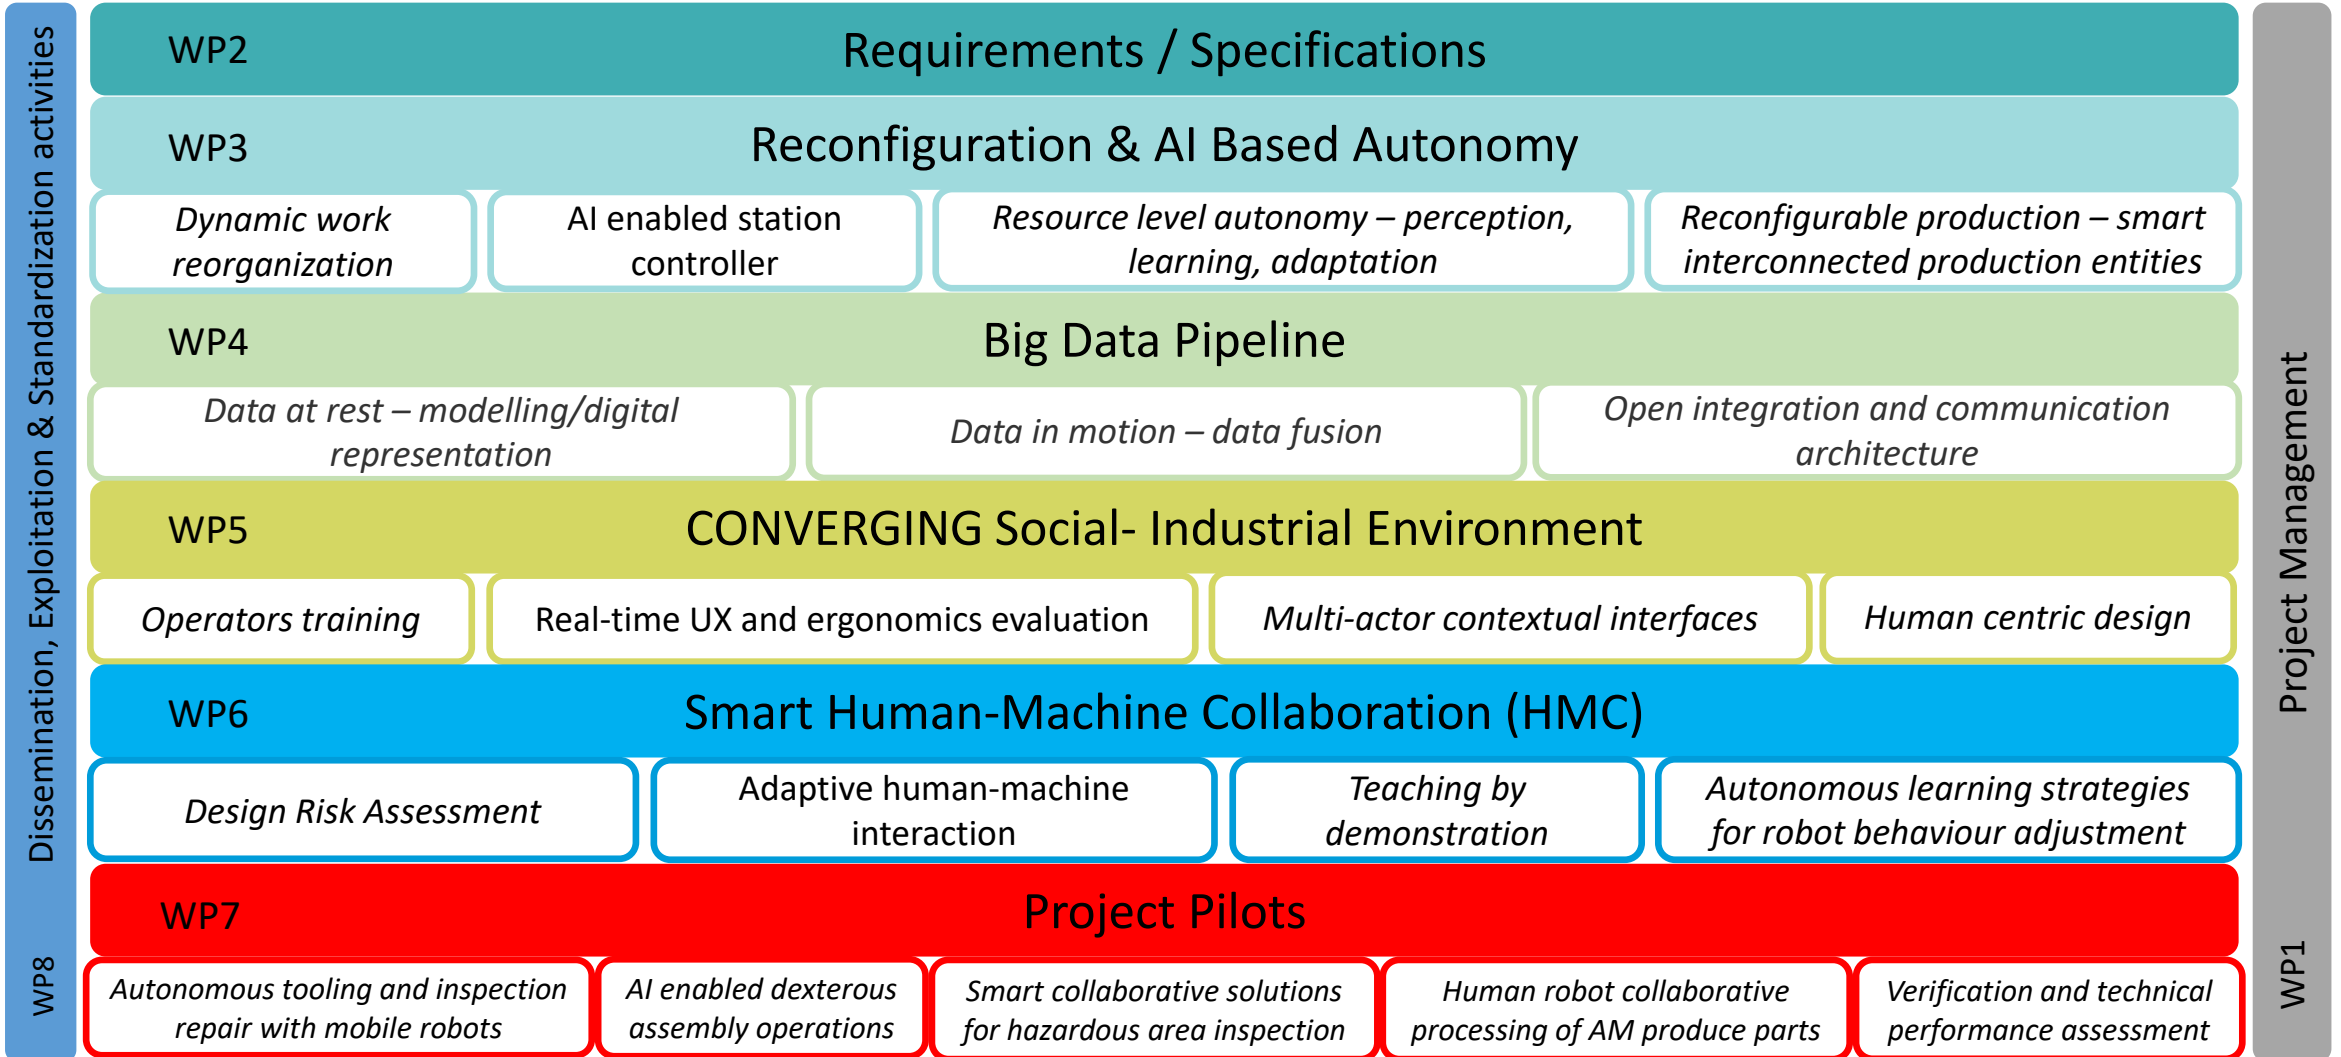 WP8 Dissemination, Exploitation & Standardization activities
WP2 Requirements / Specifications
WP3 Reconfiguration & AI Based Autonomy
Dynamic work
reorganization
AI enabled station
controller
Resource level autonomy – perception,
learning, adaptation
Reconfigurable production – smart
interconnected production entities
WP4 Big Data Pipeline
Data at rest – modelling/digital
representation
Data in motion – data fusion
Open integration and communication
architecture
WP5 CONVERGING Social- Industrial Environment
Operators training
Real-time UX and ergonomics evaluation
Multi-actor contextual interfaces
Human centric design
WP6 Smart Human-Machine Collaboration (HMC)
Design Risk Assessment
Adaptive human-machine
interaction
Teaching by
demonstration
Autonomous learning strategies
for robot behaviour adjustment
WP7 Project Pilots
Autonomous tooling and inspection
repair with mobile robots
AI enabled dexterous
assembly operations
Smart collaborative solutions
for hazardous area inspection
Human robot collaborative
processing of AM produce parts
Verification and technical
performance assessment
WP1 Project Management